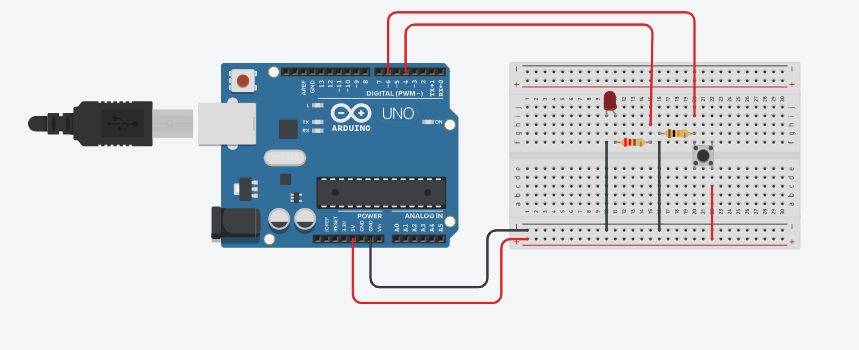 AREF
GND
13
12
~11
~10
~9
8
7
~6
~5
4
~3
2
TX→1
RX←0
DIGITAL (PWM~)
L
TX
RX
UNO
ARDUINO
ON
POWER
ANALOG IN
IOREF
RESET
3.3V
5V
GND
GND
Vin
A0
A1
A2
A3
A4
A5